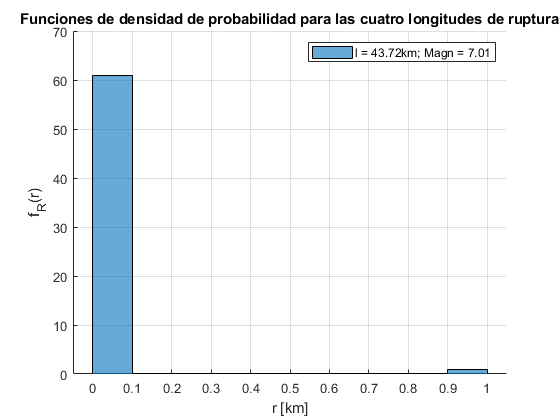 Funciones de densidad de probabilidad para las cuatro longitudes de ruptura
l = 43.72km; Magn = 7.01
70
60
50
40
30
20
10
0
f_R(r)
0 0.1 0.2 0.3 0.4 0.5 0.6 0.7 0.8 0.9 1
r [km]